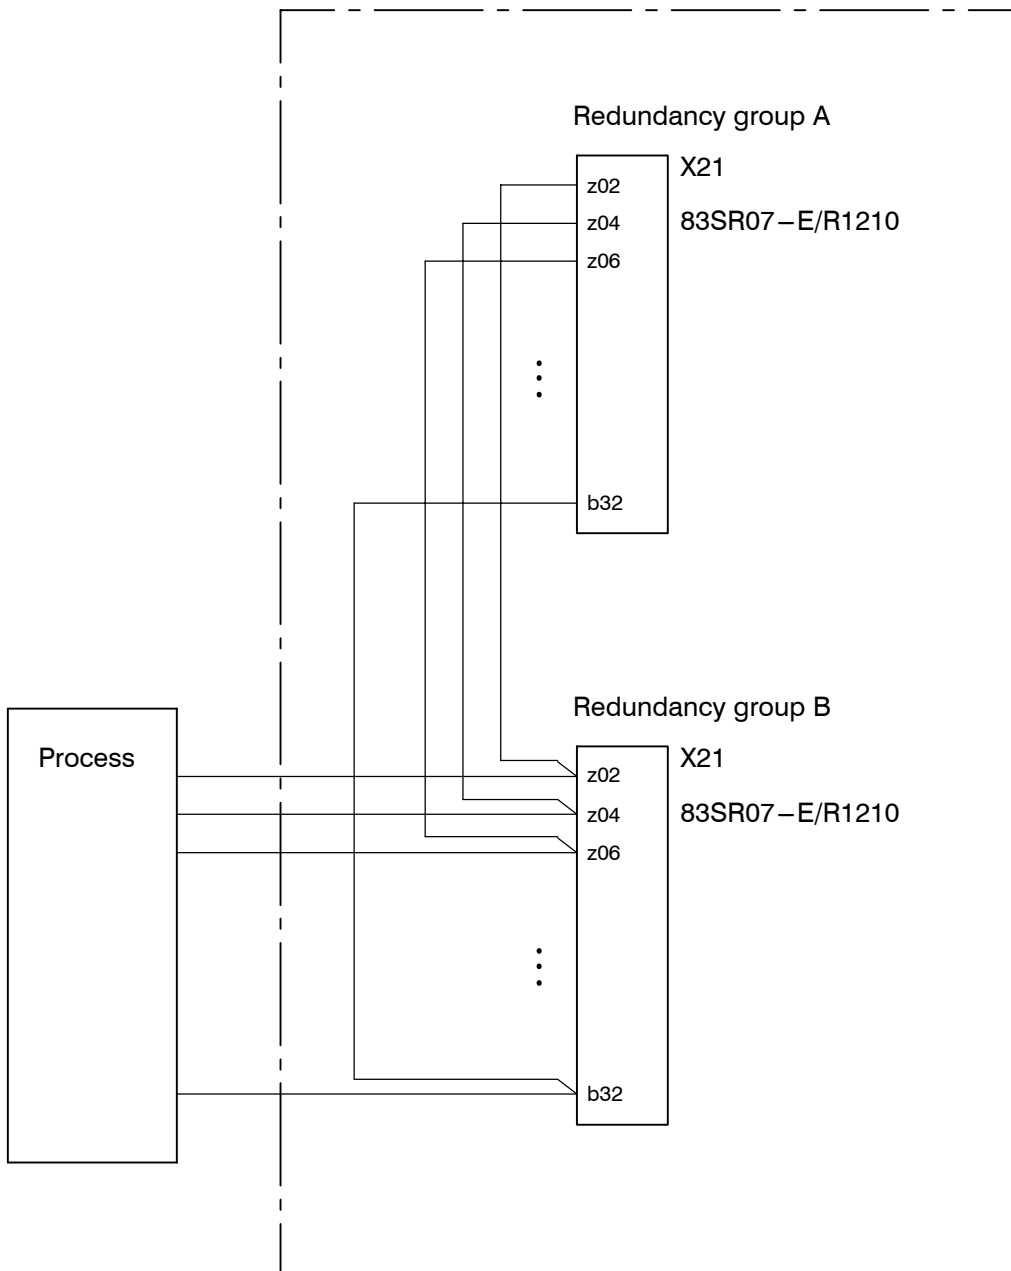 Redundancy group A
X21
z02
83SR07–E/R1210
z04
z06
b32
Redundancy group B
Process
X21
z02
83SR07–E/R1210
z04
z06
b32